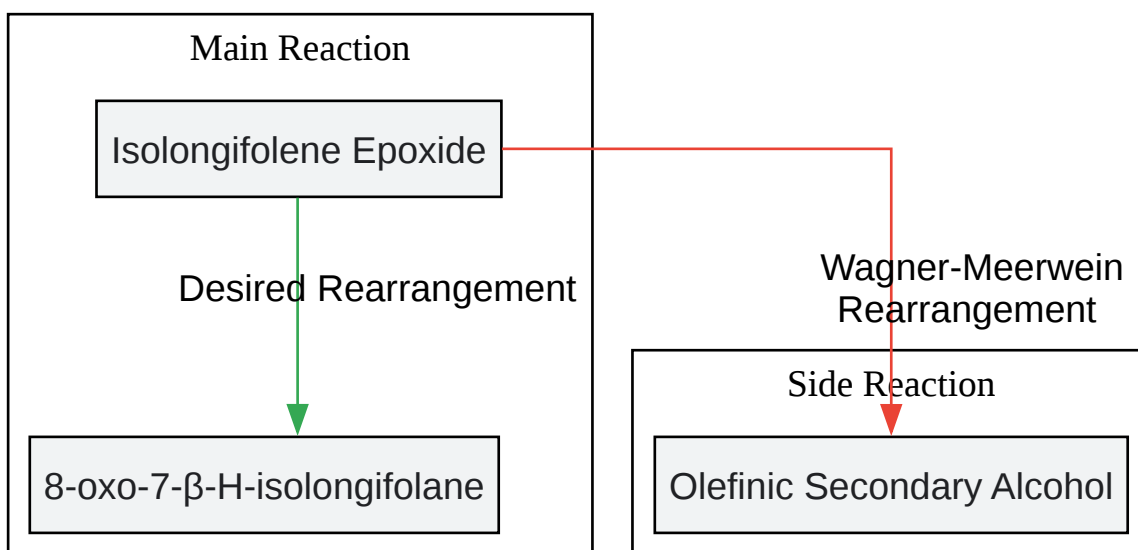 Main Reaction
Isolongifolene Epoxide
Desired Rearrangement
8-oxo-7-β-H-isolongifolane
Wagner-Meerwein
Rearrangement
Side Reaction
Olefinic Secondary Alcohol